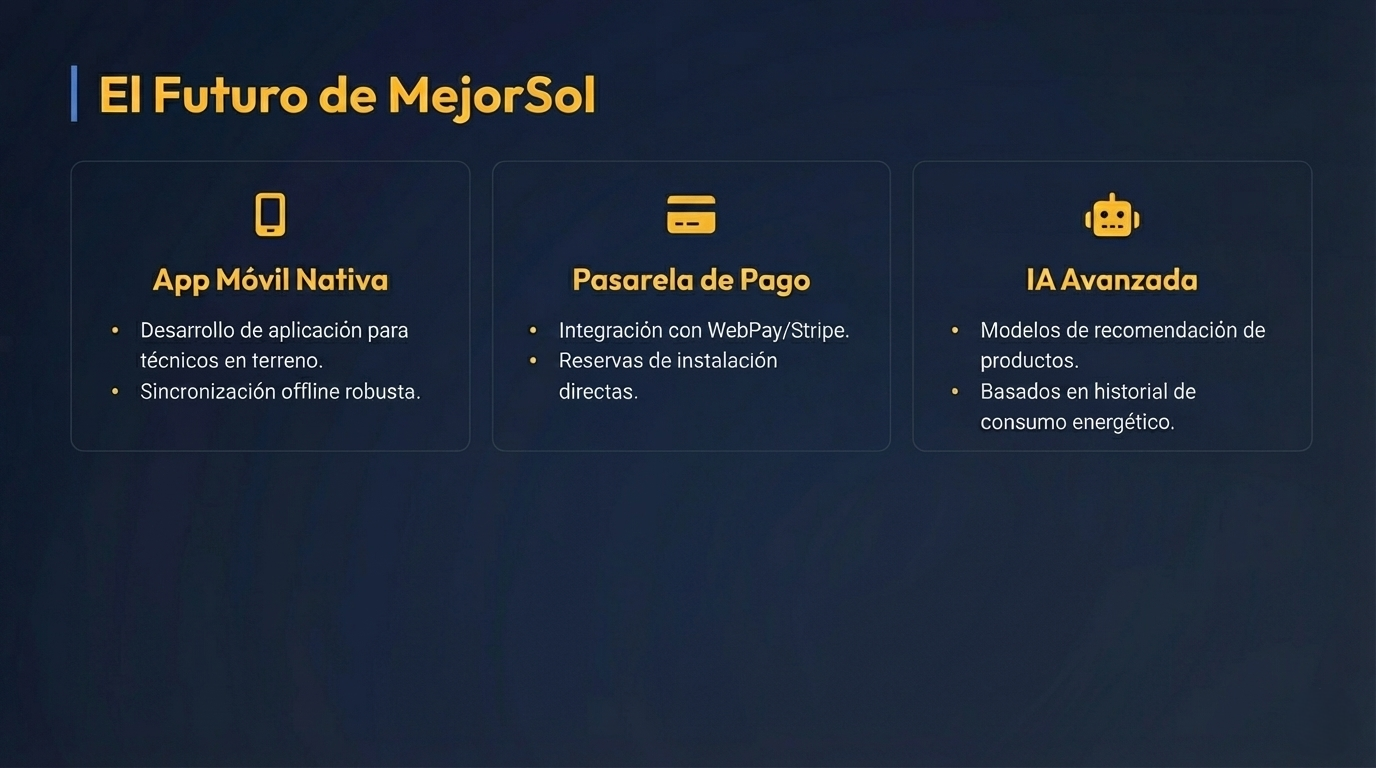 El Futuro de MejorSol
App Móvil Nativa
• Desarrollo de aplicación para
técnicos en terreno.
• Sincronización offline robusta.
Pasarela de Pago
• Integración con WebPay/Stripe.
• Reservas de instalación
directas.
IA Avanzada
• Modelos de recomendación de
productos.
• Basados en historial de
consumo energético.